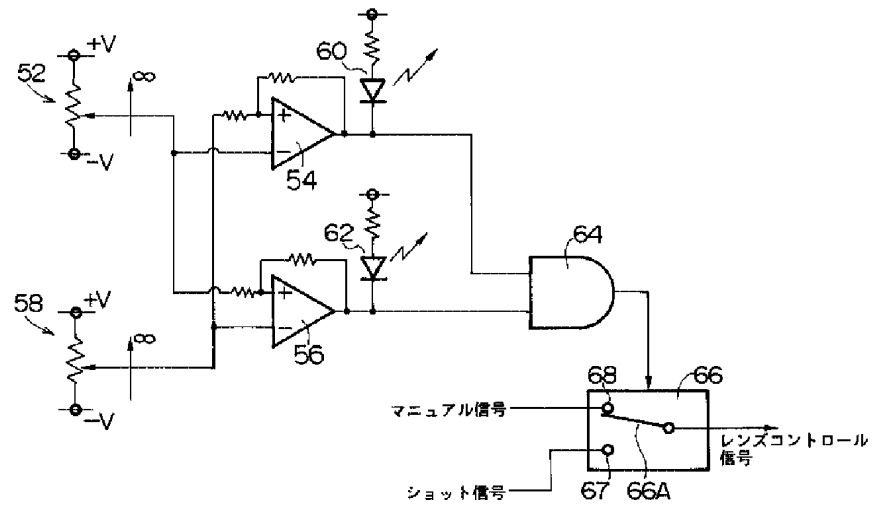 +V
52
∞
-V
60
+
-
54
62
+
-
56
64
58
+V
∞
-V
66
68
マニュアル信号
レンズコントロール
信号
ショット信号
67
66A